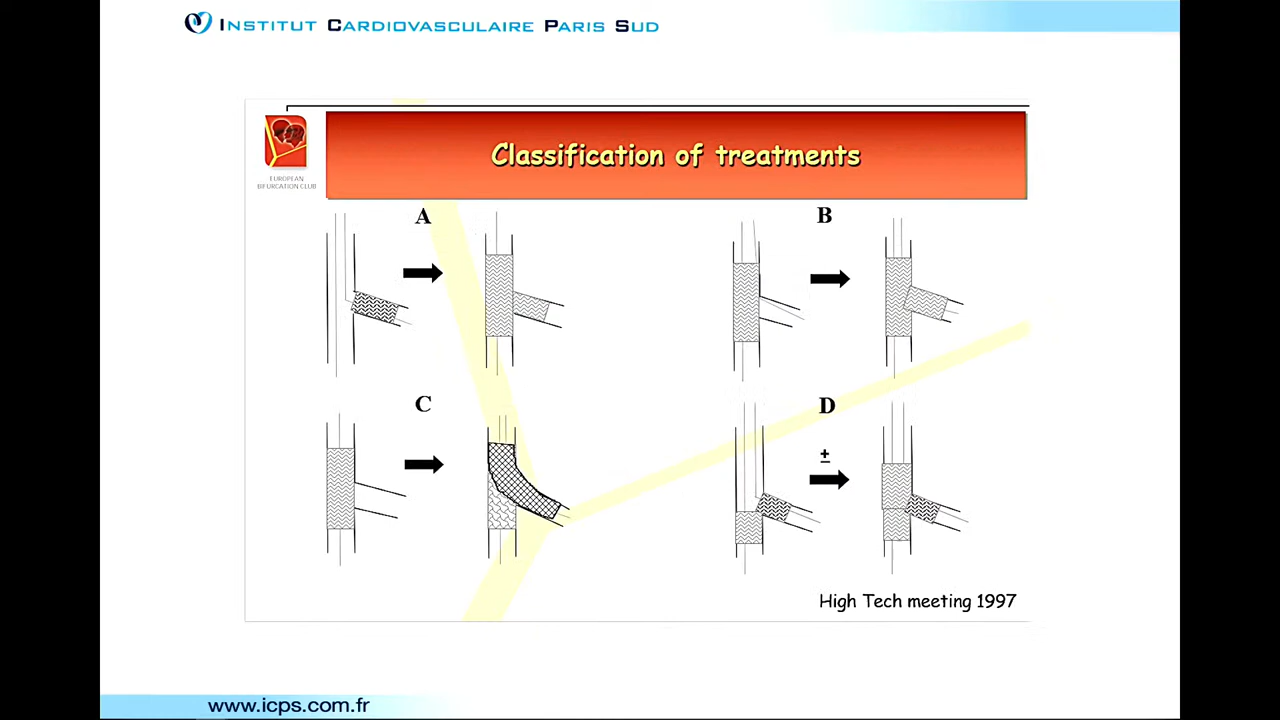 INSTITUT CARDIOVASCULAIRE PARIS SUD
EUROPEAN
BIFURCATION CLUB
Classification of treatments
A
B
C
D
±
High Tech meeting 1997
www.icps.com.fr